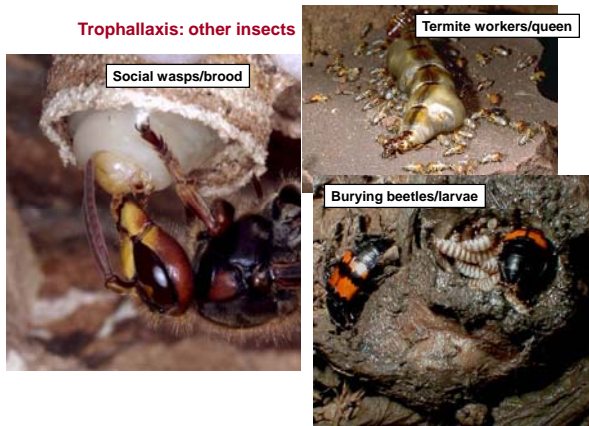 Trophallaxis: other insects
Termite workers/queen
Social wasps/brood
Burying beetles/larvae